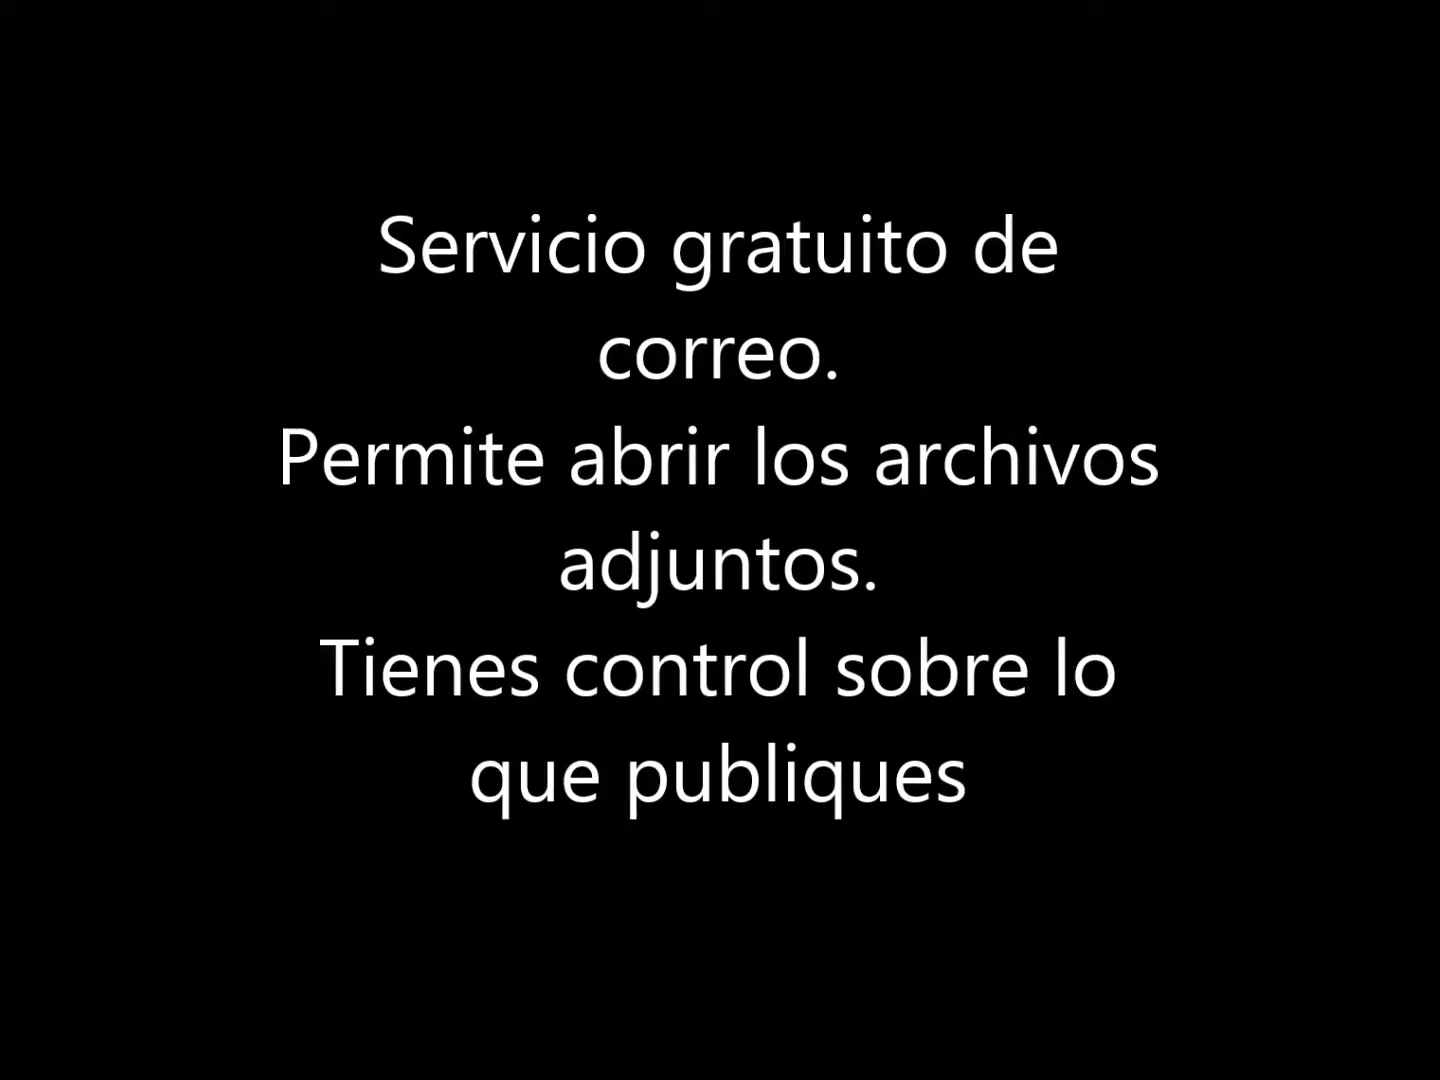 Servicio gratuito de
correo.
Permite abrir los archivos
adjuntos.
Tienes control sobre lo
que publiques